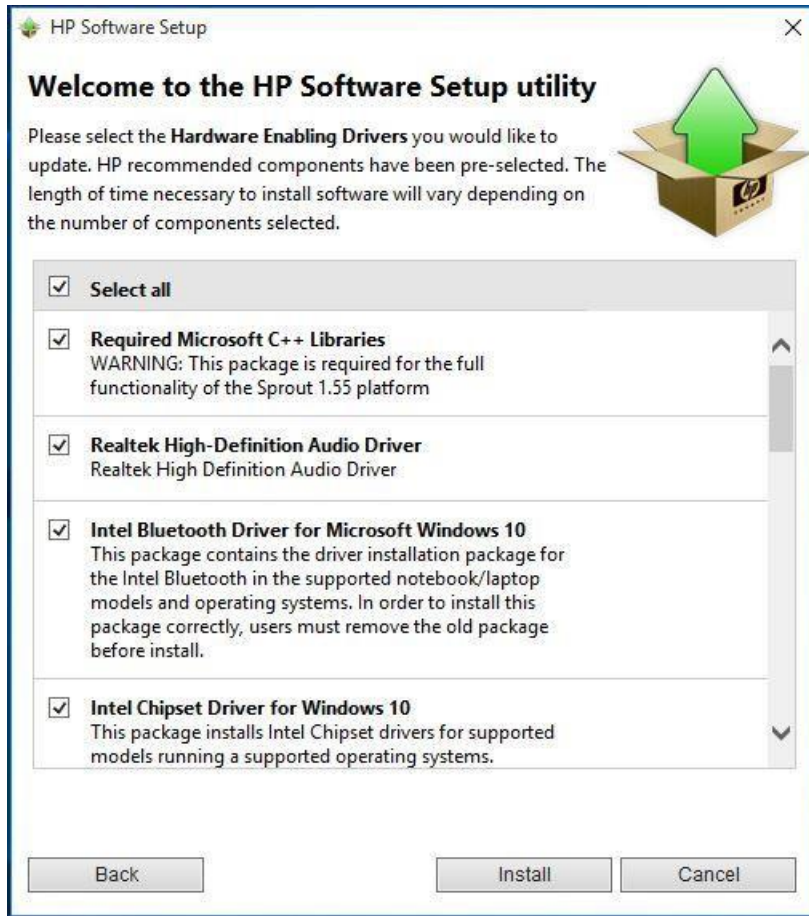 HP Software Setup
Welcome to the HP Software Setup utility
Please select the Hardware Enabling Drivers you would like to
update. HP recommended components have been pre-selected. The
length of time necessary to install software will vary depending on
the number of components selected.
hp
Select all
Required Microsoft C++ Libraries
WARNING: This package is required for the full
functionality of the Sprout 1.55 platform
Realtek High-Definition Audio Driver
Realtek High Definition Audio Driver
Intel Bluetooth Driver for Microsoft Windows 10
This package contains the driver installation package for
the Intel Bluetooth in the supported notebook/laptop
models and operating systems. In order to install this
package correctly, users must remove the old package
before install.
Intel Chipset Driver for Windows 10
This package installs Intel Chipset drivers for supported
models running a supported operating systems.
Back
Install
Cancel